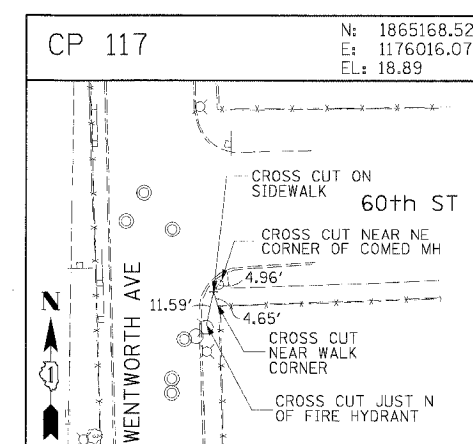 CP 117
N: 1865168.52
E: 1176016.07
EL: 18.89
CROSS CUT ON
SIDEWALK
60th ST
CROSS CUT NEAR NE
CORNER OF COMED MH
4.96'
11.59'
4.65'
N
WENTWORTH AVE
CROSS CUT
NEAR WALK
CORNER
CROSS CUT JUST N
OF FIRE HYDRANT